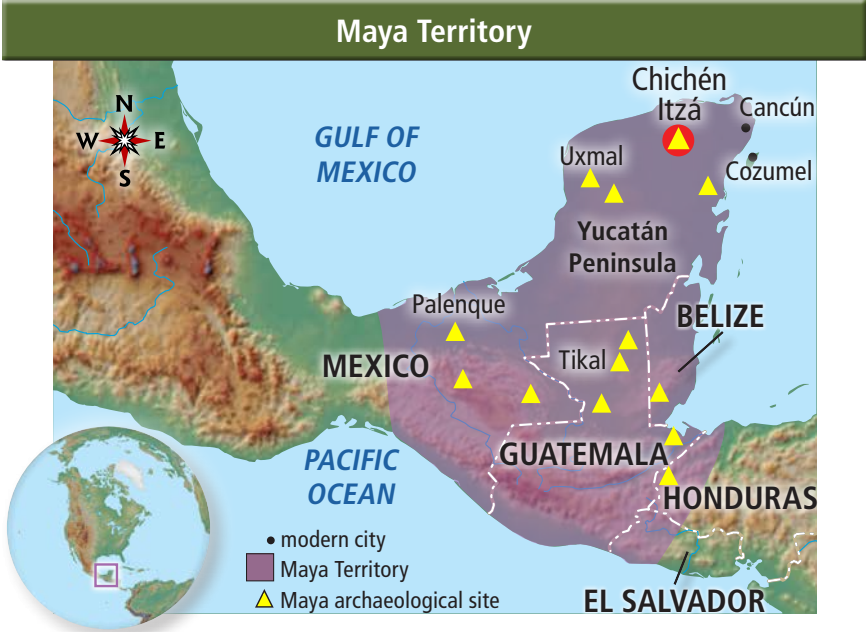 Maya Territory
N
W
E
S
GULF OF
MEXICO
Chichén
Itzá
Cancún
Uxmal
Cozumel
Yucatán
Peninsula
Palenque
BELIZE
MEXICO
Tikal
GUATEMALA
PACIFIC
OCEAN
HONDURAS
modern city
Maya Territory
Maya archaeological site
EL SALVADOR